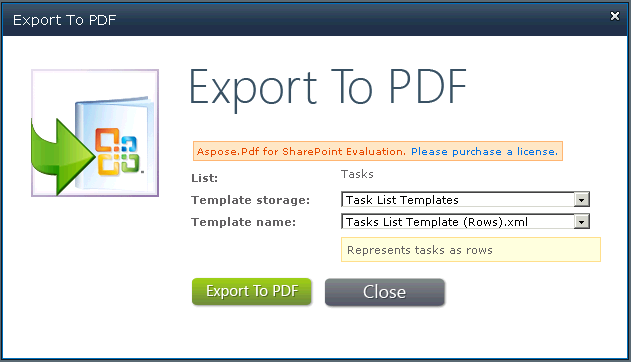 Export To PDF
Export To PDF
Aspose.Pdf for SharePoint Evaluation. Please purchase a license.
List: Tasks
Template storage: Task List Templates
Template name: Tasks List Template (Rows).xml
Represents tasks as rows
Export To PDF Close